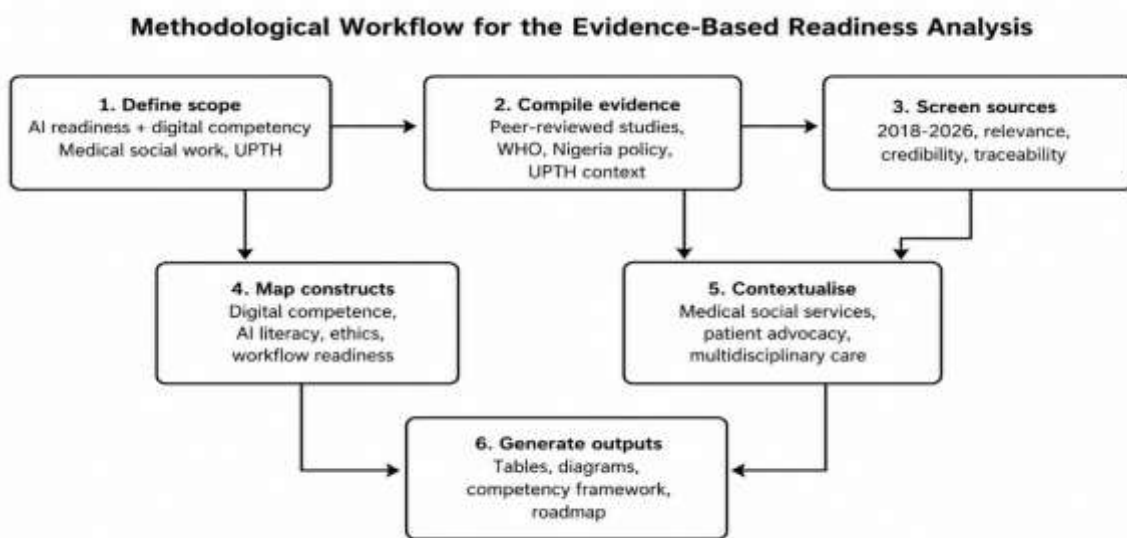 Methodological Workflow for the Evidence-Based Readiness Analysis
1. Define scope
AI readiness + digital competency
Medical social work, UPTH
2. Compile evidence
Peer-reviewed studies,
WHO, Nigeria policy,
UPTH context
3. Screen sources
2018-2026, relevance,
credibility, traceability
4. Map constructs
Digital competence,
AI literacy, ethics,
workflow readiness
5. Contextualise
Medical social services,
patient advocacy,
multidisciplinary care
6. Generate outputs
Tables, diagrams,
competency framework,
roadmap